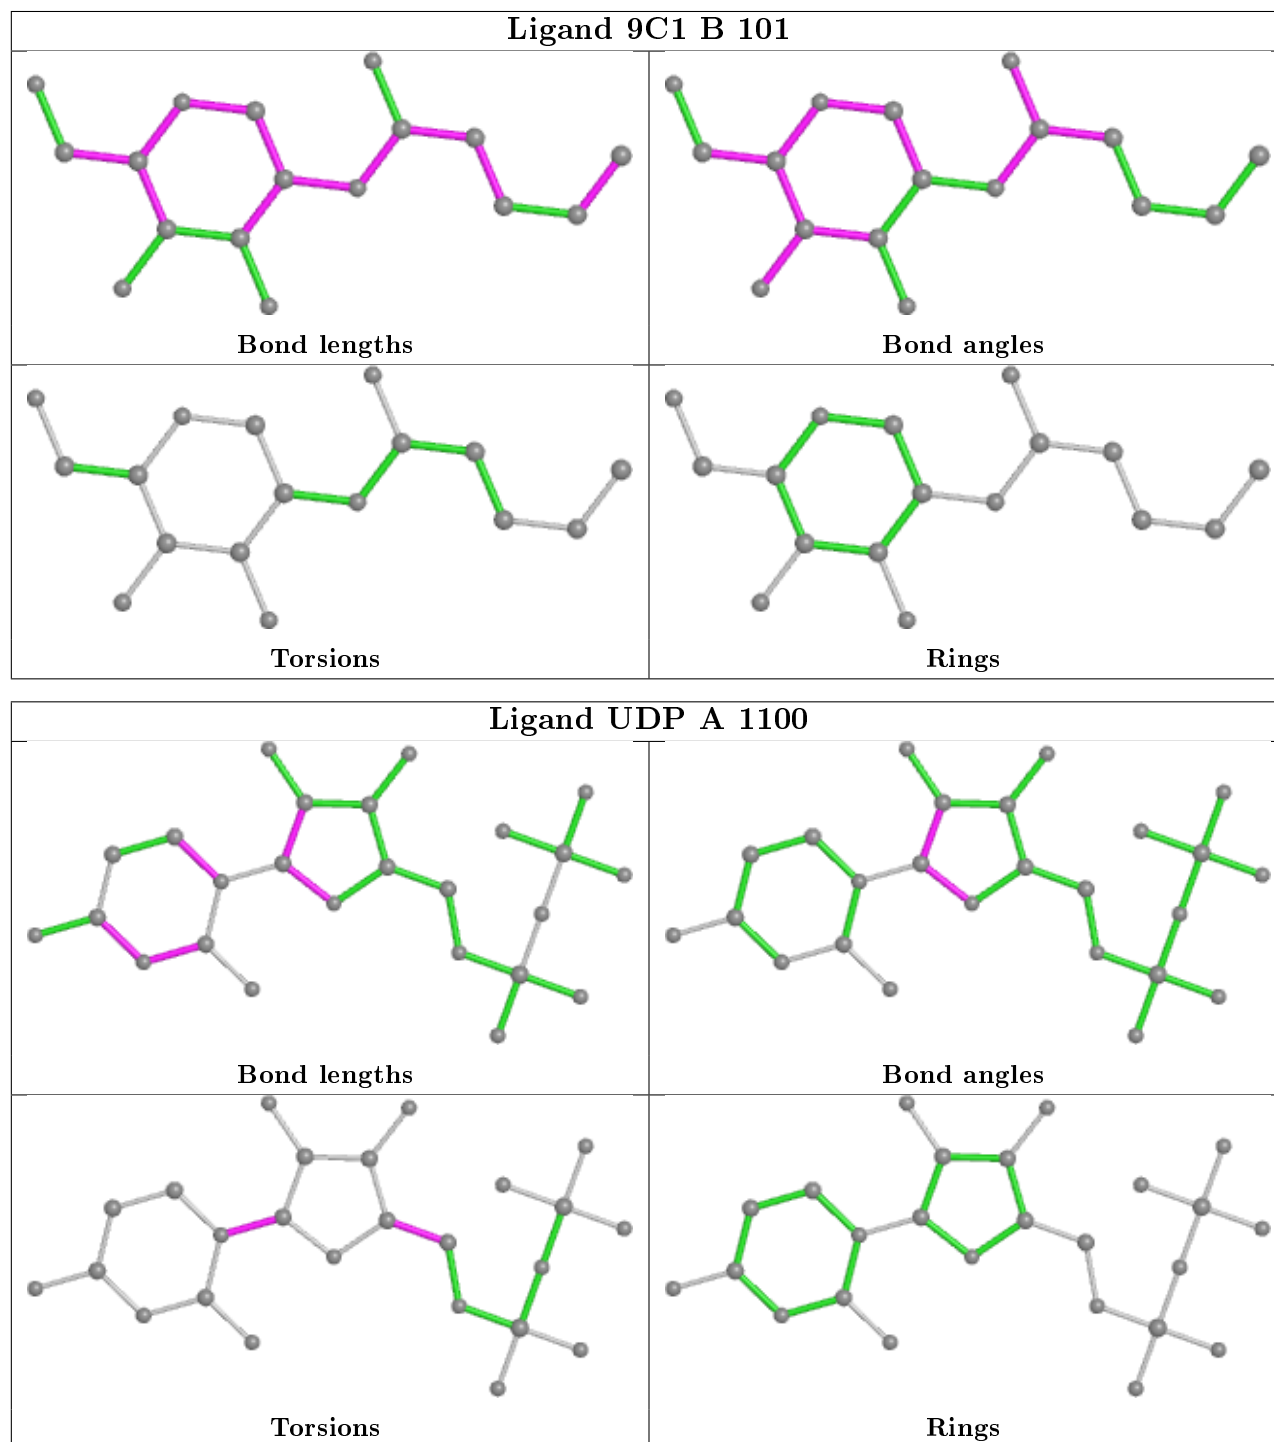 Ligand 9C1 B 101
Bond lengths
Bond angles
Torsions
Rings
Ligand UDP A 1100
Bond lengths
Bond angles
Torsions
Rings